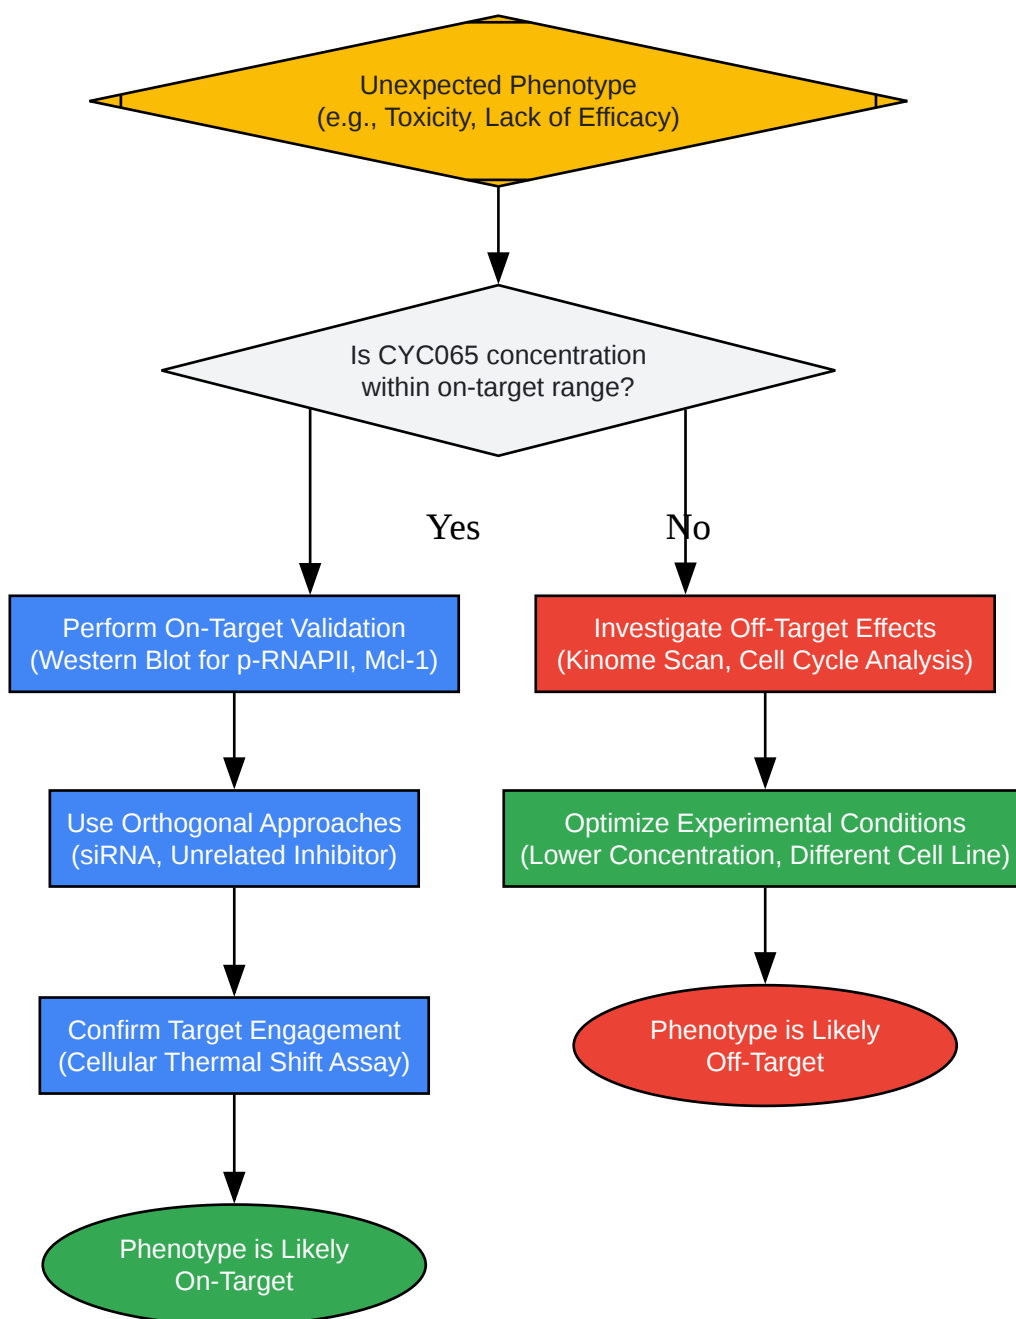 Unexpected Phenotype
(e.g., Toxicity, Lack of Efficacy)
Is CYC065 concentration
within on-target range?
Yes
No
Perform On-Target Validation
(Western Blot for p-RNAPII, Mcl-1)
Investigate Off-Target Effects
(Kinome Scan, Cell Cycle Analysis)
Use Orthogonal Approaches
(siRNA, Unrelated Inhibitor)
Optimize Experimental Conditions
(Lower Concentration, Different Cell Line)
Confirm Target Engagement
(Cellular Thermal Shift Assay)
Phenotype is Likely
Off-Target
Phenotype is Likely
On-Target